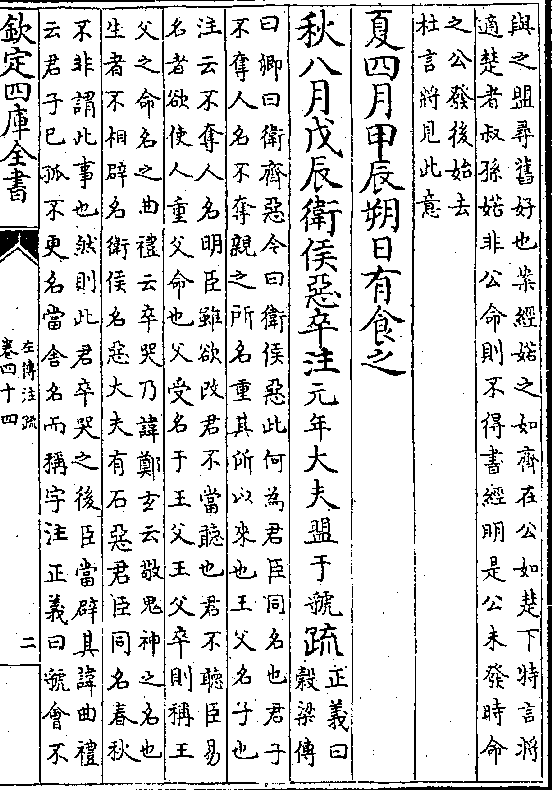 與之盟尋舊好也案經婼之如齊在公如楚下特言將
適楚者叔孫婼非公命則不得書經明是公未發時命
之公發後始去
杜言將見此意
夏四月甲辰朔日有食之
秋八月戊辰衛侯惡卒注元年大夫盟于虢疏正義曰
穀梁傳
曰鄉曰衛齊惡今曰衛侯惡此何為君臣同名也君子
不奪人名不奪親之所名重其所以來也王父名子也
注云不奪人名明臣雖欲改君不當聽也君不聽臣易
名者欲使人重父命也父受名于王父王父卒則稱王
父之命名之曲禮云卒哭乃諱鄭𤣥云敬鬼神之名也
生者不相辟名衛侯名惡大夫有石惡君臣同名春秋
不非謂此事也然則此君卒哭之後臣當辟其諱曲禮
云君子已孤不更名當舍名而稱字注正義曰虢會不
欽定四庫全書
左傳注疏
卷四十四
二